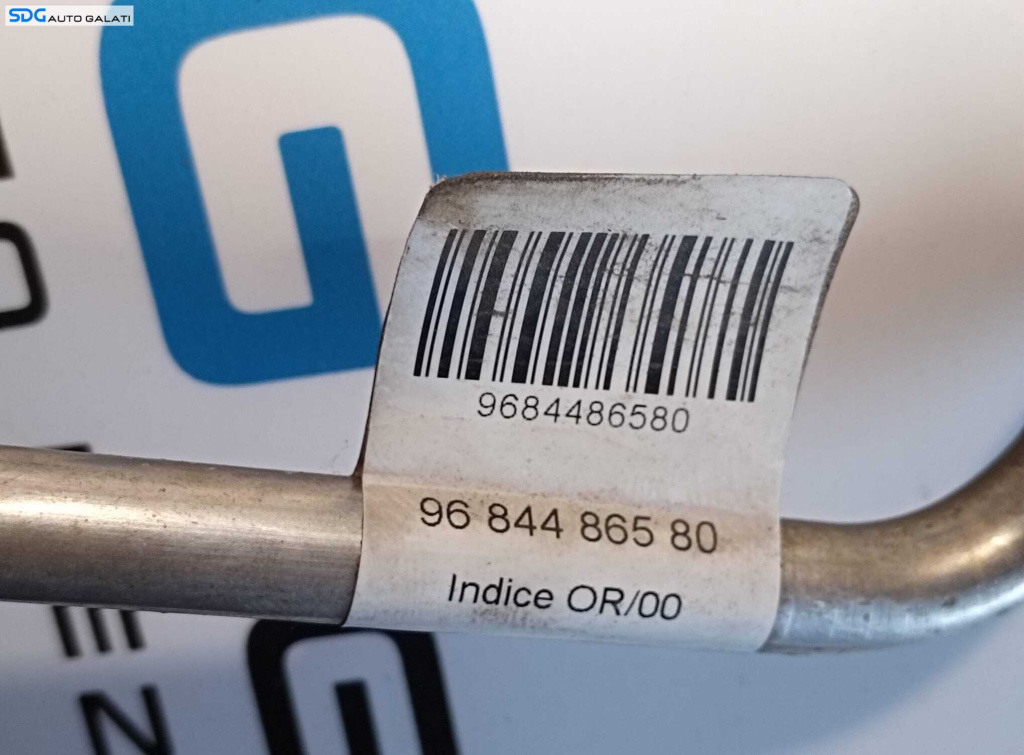 SDG AUTO GALATI
9684486580
96 844 865 80
Indice OR/00